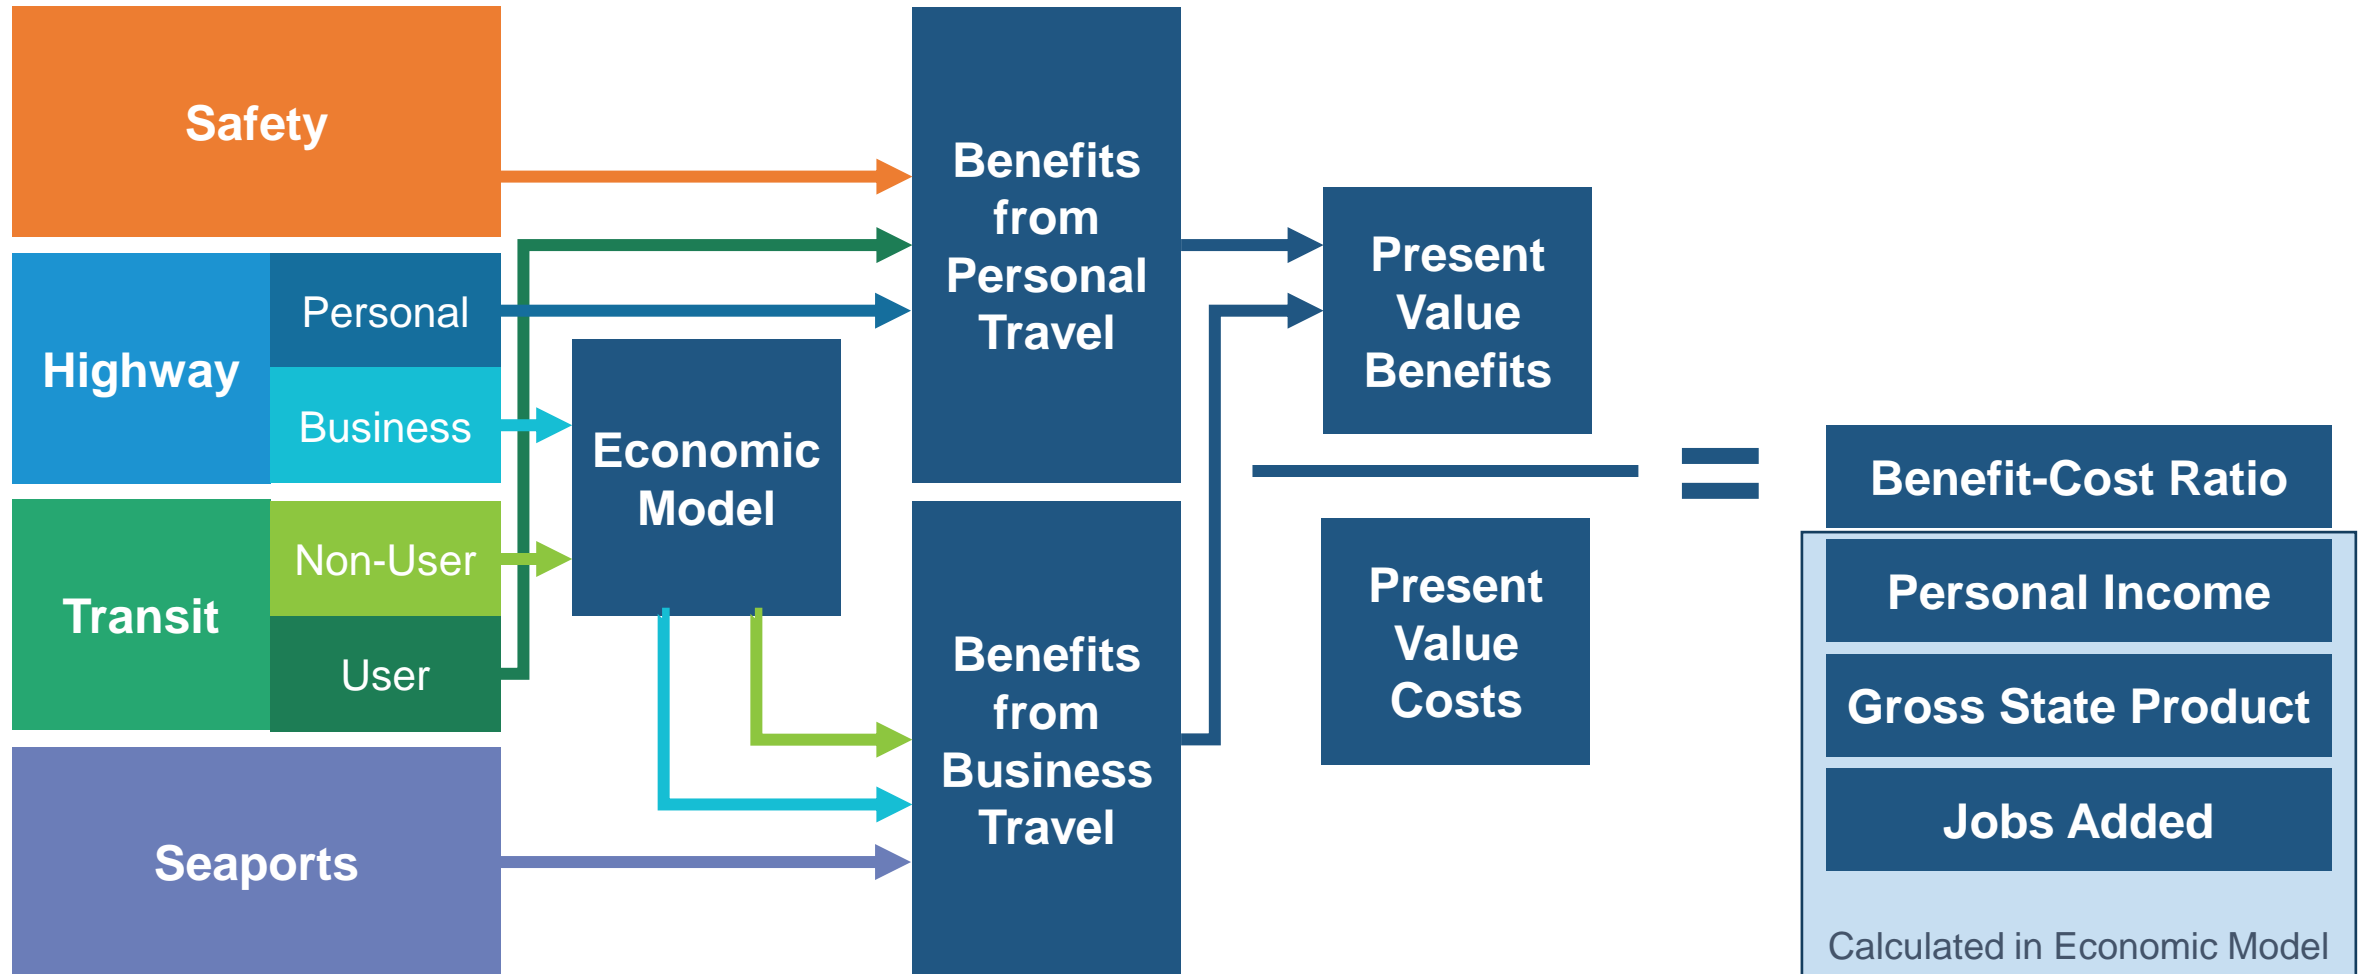 Safety
Highway
Personal
Business
Transit
Non-User
User
Seaports
Economic
Model
Benefits
from
Personal
Travel
Benefits
from
Business
Travel
Present
Value
Benefits
Present
Value
Costs
=
Benefit-Cost Ratio
Personal Income
Gross State Product
Jobs Added
Calculated in Economic Model